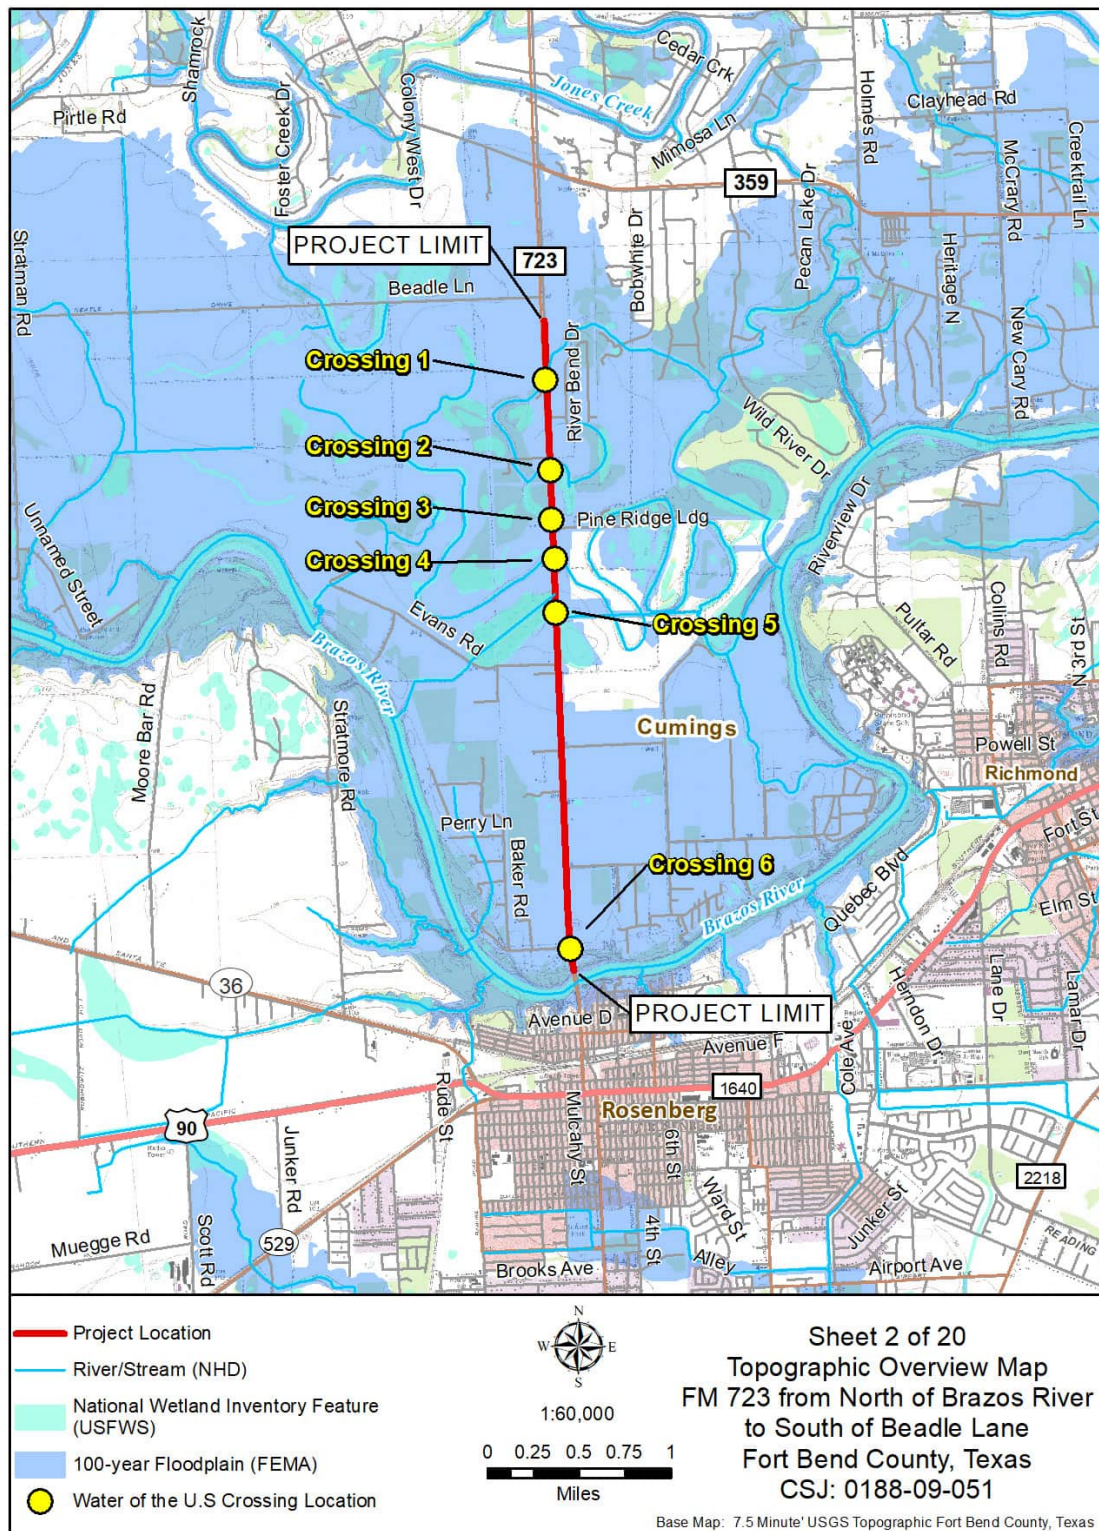 Cedar Crk
Shamrock
Jones Creek
Holmes Rd
Clayhead Rd
Pirtle Rd
Foster Creek Dr
Colony West Dr
Mimosa Ln
McCrary Rd
Creektrail Ln
359
Pecan Lake Dr
Stratman Rd
PROJECT LIMIT
723
Bobwhite Dr
Heritage N
Beadle Ln
New Cary Rd
River Bend Dr
Crossing 1
Wild River Dr
Crossing 2
Riverview Dr
Crossing 3
Pine Ridge Ldg
Unnamed Street
Crossing 4
Evans Rd
Crossing 5
Pultar Rd
Collins Rd
N 3rd St
Brazos River
Moore Bar Rd
Stratmore Rd
Cumings
Powell St
Richmond
Perry Ln
Baker Rd
Fort St
Crossing 6
Quebec Blvd
Brazos River
Elm St
36
Herndon Dr
Lane Dr
Lamar Dr
PROJECT LIMIT
Avenue D
Avenue F
Cole Ave
1640
Rude St
Mulcahy St
Rosenberg
90
PACIFIC
6th St
Junker Rd
2218
Ward St
Junker St
Muegge Rd
Scott Rd
529
4th St
Alley
READING
Brooks Ave
Airport Ave
Project Location
River/Stream (NHD)
National Wetland Inventory Feature
(USFWS)
100-year Floodplain (FEMA)
Water of the U.S Crossing Location
N
W
E
S
1:60,000
0 0.25 0.5 0.75 1
Miles
Sheet 2 of 20
Topographic Overview Map
FM 723 from North of Brazos River
to South of Beadle Lane
Fort Bend County, Texas
CSJ: 0188-09-051
Base Map: 7.5 Minute' USGS Topographic Fort Bend County, Texas